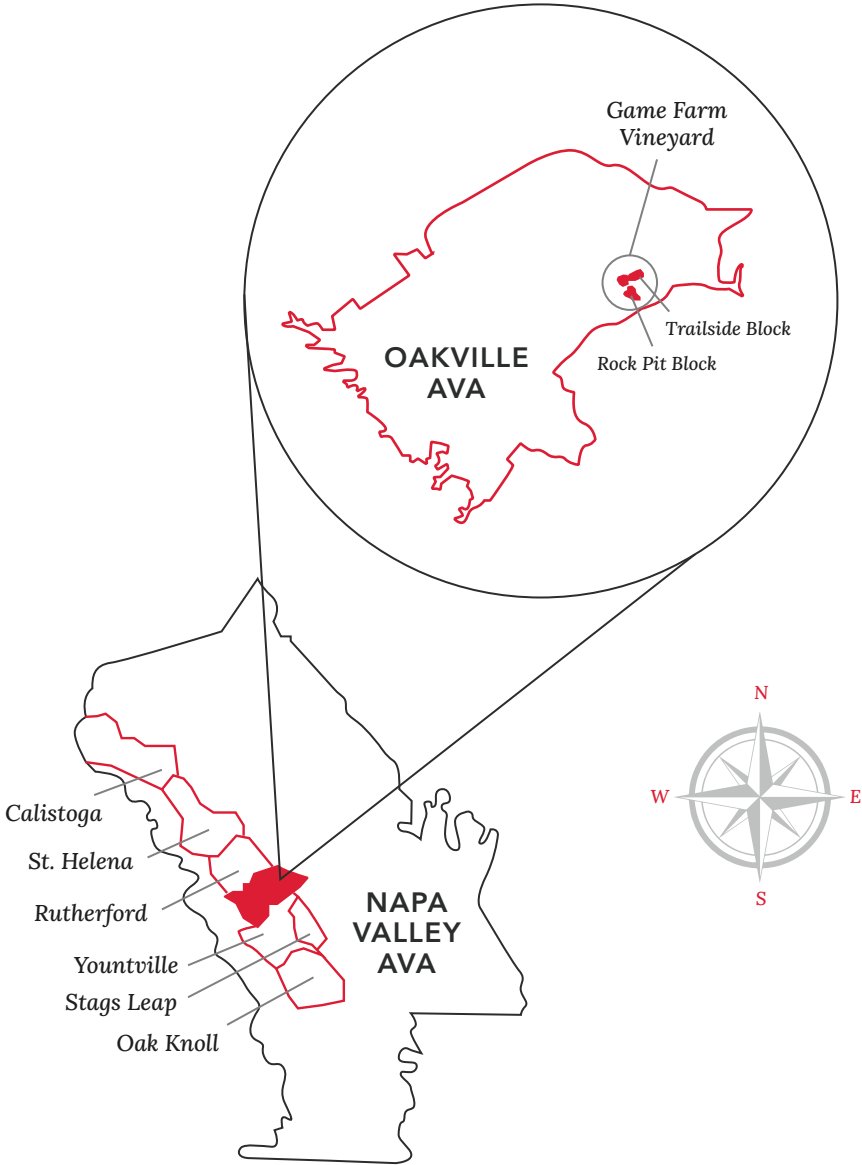 Game Farm
Vineyard
Trailside Block
Rock Pit Block
OAKVILLE
AVA
N
W
E
S
Calistoga
St. Helena
Rutherford
Yountville
Stags Leap
Oak Knoll
NAPA
VALLEY
AVA